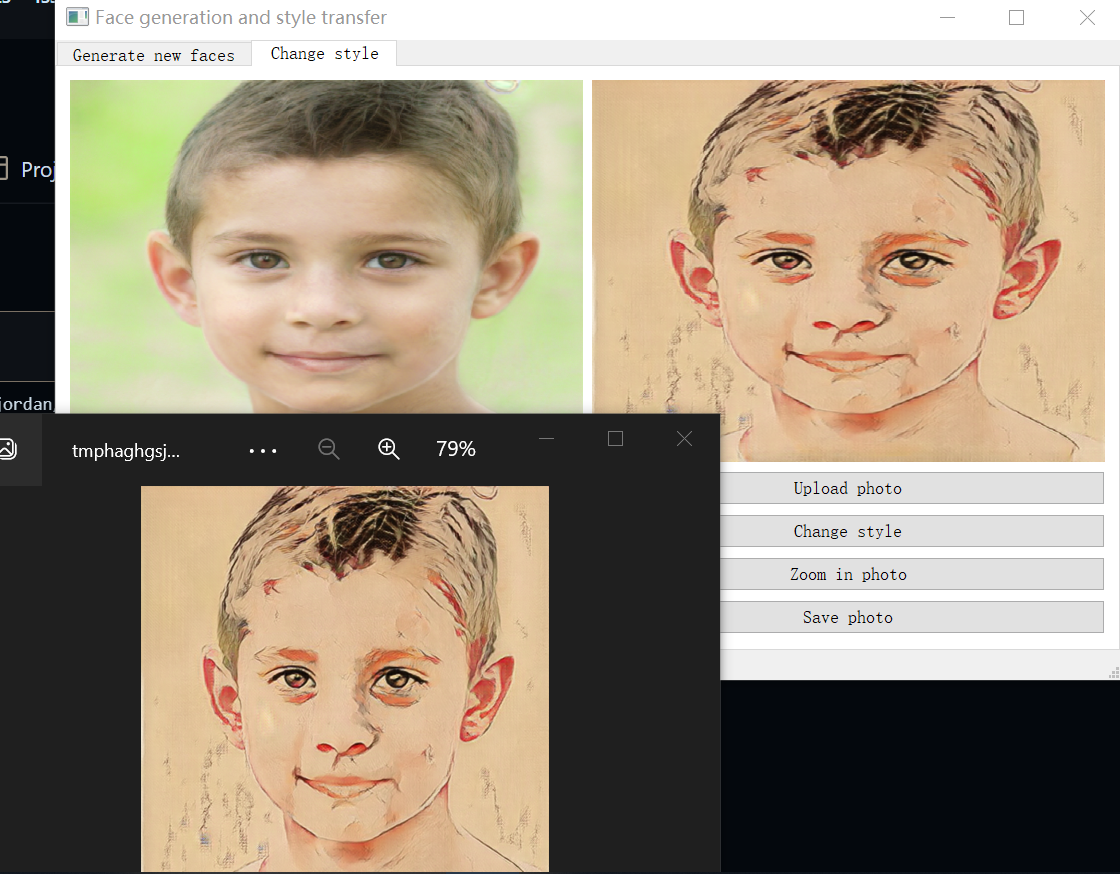 Face generation and style transfer
Generate new faces
Change style
Proj
jordan
tmphaghgsj...
79%
Upload photo
Change style
Zoom in photo
Save photo